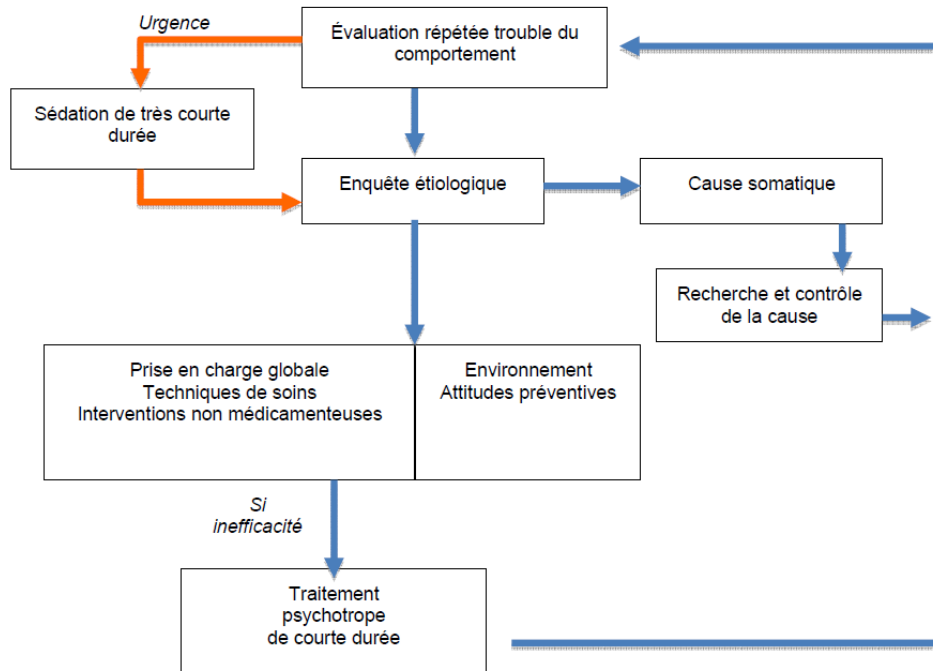 Urgence
Évaluation répétée trouble du
comportement
Sédation de très courte
durée
Enquête étiologique
Cause somatique
Recherche et contrôle
de la cause
Prise en charge globale
Techniques de soins
Interventions non médicamenteuses
Environnement
Attitudes préventives
Si
inefficacité
Traitement
psychotrope
de courte durée